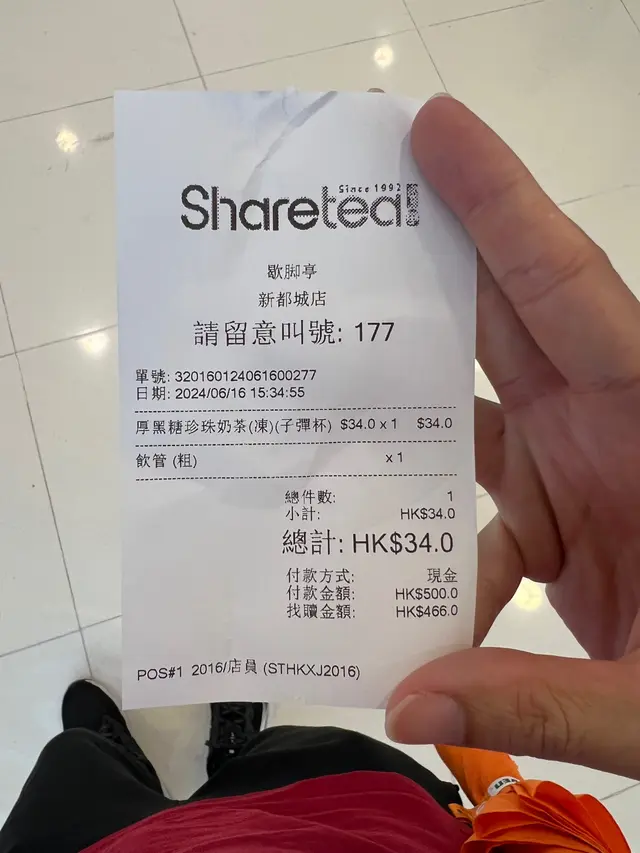 Since 1992
Sharetea
歇脚亭
新都城店
請留意叫號: 177
單號: 320160124061600277
日期: 2024/06/16 15:34:55
厚黑糖珍珠奶茶(凍)(子彈杯) $34.0 x 1 $34.0
飲管 (粗) x 1
總件數: 1
小計: HK$34.0
總計: HK$34.0
付款方式: 現金
付款金額: HK$500.0
找贖金額: HK$466.0
POS#1 2016/店員 (STHKXJ2016)